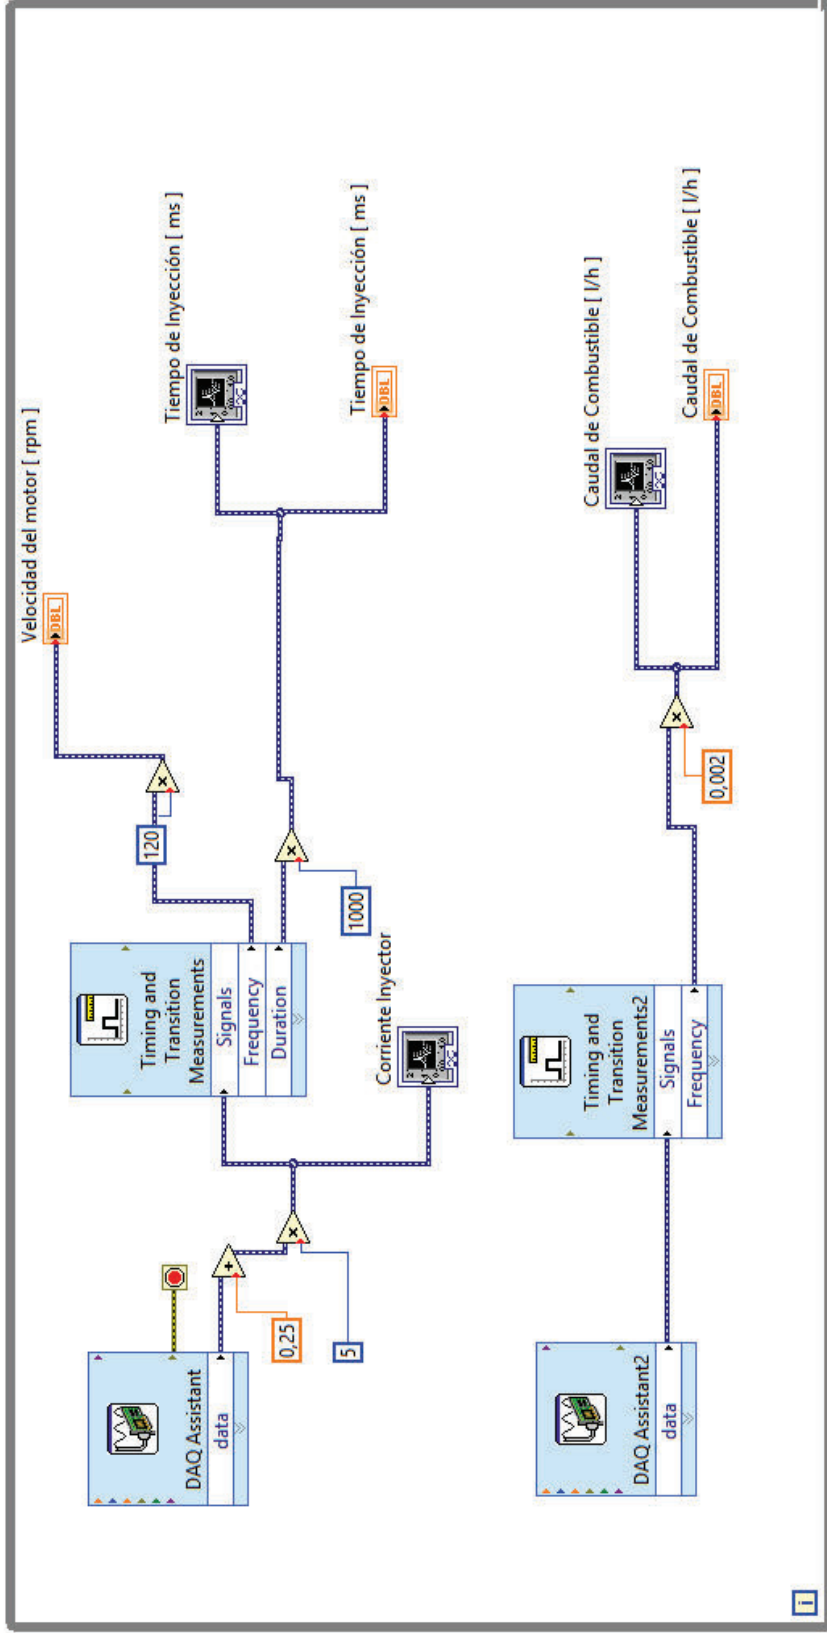 Velocidad del motor [ rpm ]
DBL
Tiempo de Inyección [ ms ]
Tiempo de Inyección [ ms ]
DBL
120
1000
Timing and
Transition
Measurements
Signals
Frequency
Duration
Corriente Inyector
DAQ Assistant
data
0,25
5
Caudal de Combustible [ l/h ]
Caudal de Combustible [ l/h ]
DBL
0,002
Timing and
Transition
Measurements2
Signals
Frequency
DAQ Assistant2
data
i